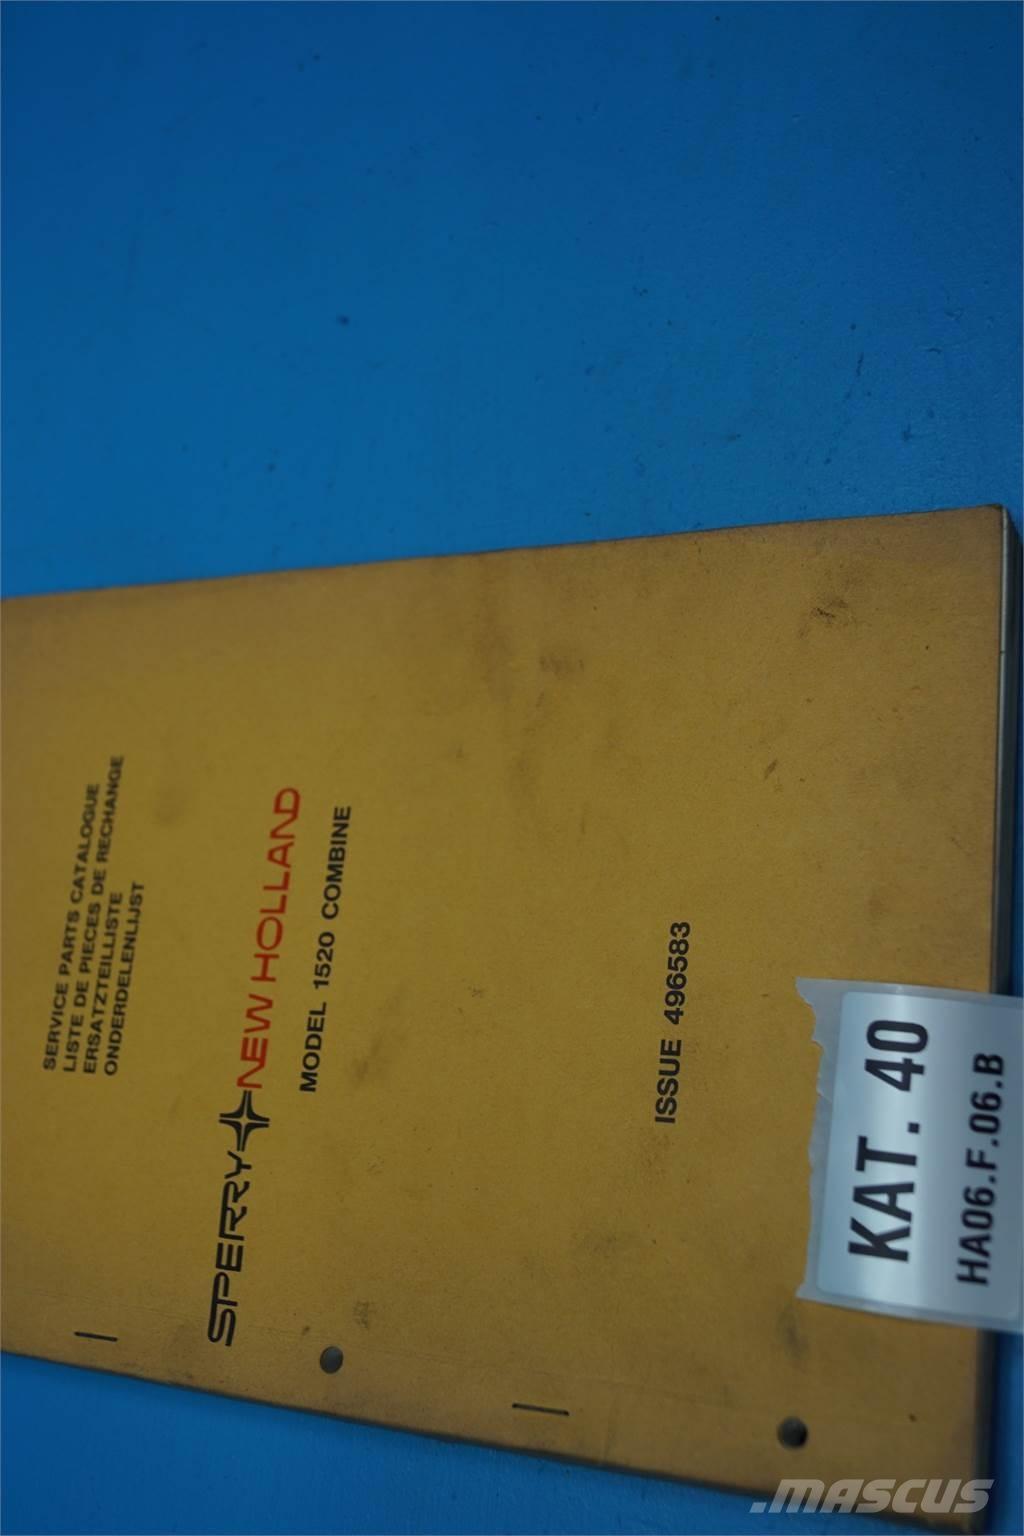 SERVICE PARTS CATALOGUE
LISTE DE PIECES DE RECHANGE
ERSATZTEILLISTE
ONDERDELENLIJST
SPERRY NEW HOLLAND
MODEL 1520 COMBINE
ISSUE 496583
KAT. 40
HA06.F.06.B
.MASCUS